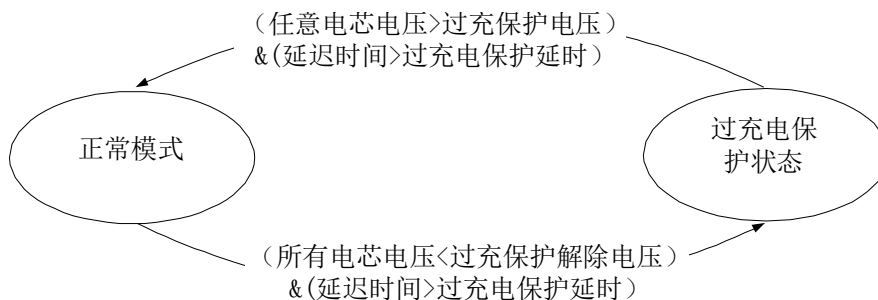 （任意电芯电压>过充保护电压）
&(延迟时间>过充电保护延时）
正常模式
过充电保
护状态
（所有电芯电压<过充保护解除电压）
&(延迟时间>过充电保护延时）